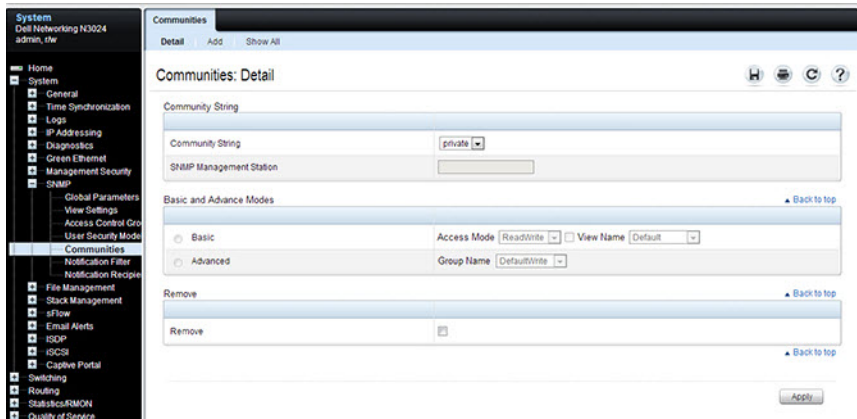 System
Dell Networking N3024
admin, r/w
Home
System
General
Time Synchronization
Logs
IP Addressing
Diagnostics
Green Ethernet
Management Security
SNMP
Global Parameters
View Settings
Access Control Gro
User Security Mode
Communities
Notification Filter
Notification Recipie
File Management
Stack Management
sFlow
Email Alerts
ISDP
iSCSI
Captive Portal
Switching
Routing
Statistics/RMON
Quality of Service
Communities
Detail Add Show All
Communities: Detail
?
Community String
Community String private
SNMP Management Station
Basic and Advance Modes Back to top
Basic Access Mode ReadWrite View Name Default
Advanced Group Name DefaultWrite
Remove Back to top
Remove
Back to top
Apply